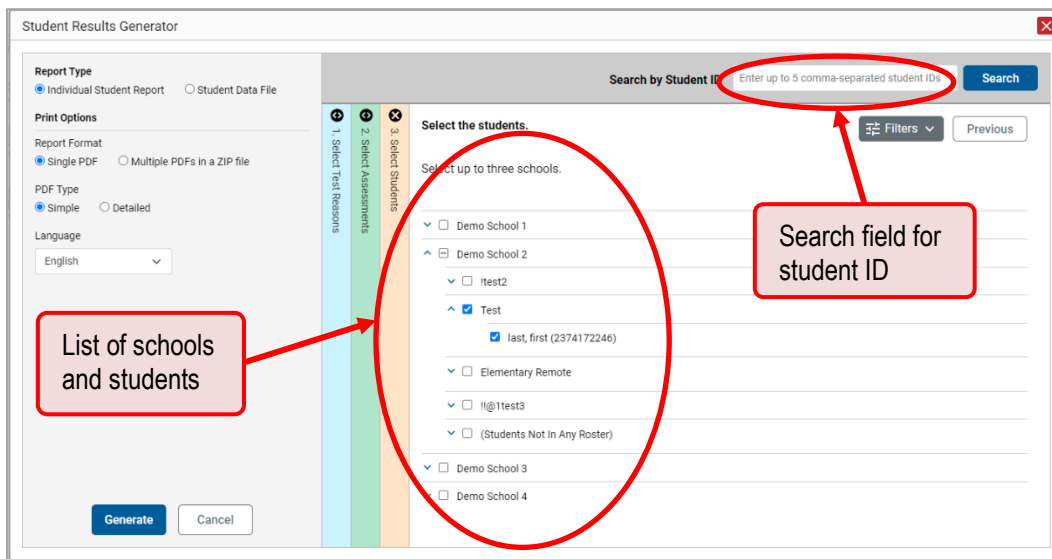 Student Results Generator
Report Type
Individual Student Report Student Data File
Print Options
Report Format
Single PDF Multiple PDFs in a ZIP file
PDF Type
Simple Detailed
Language
English
Generate Cancel
Search by Student ID Enter up to 5 comma-separated student IDs Search
1. Select Test Reasons
2. Select Assessments
3. Select Students
Select the students.
Filters Previous
Select up to three schools.
Demo School 1
Demo School 2
!test2
Test
last, first (2374172246)
Elementary Remote
!!@1test3
(Students Not In Any Roster)
Demo School 3
Demo School 4
List of schools
and students
Search field for
student ID